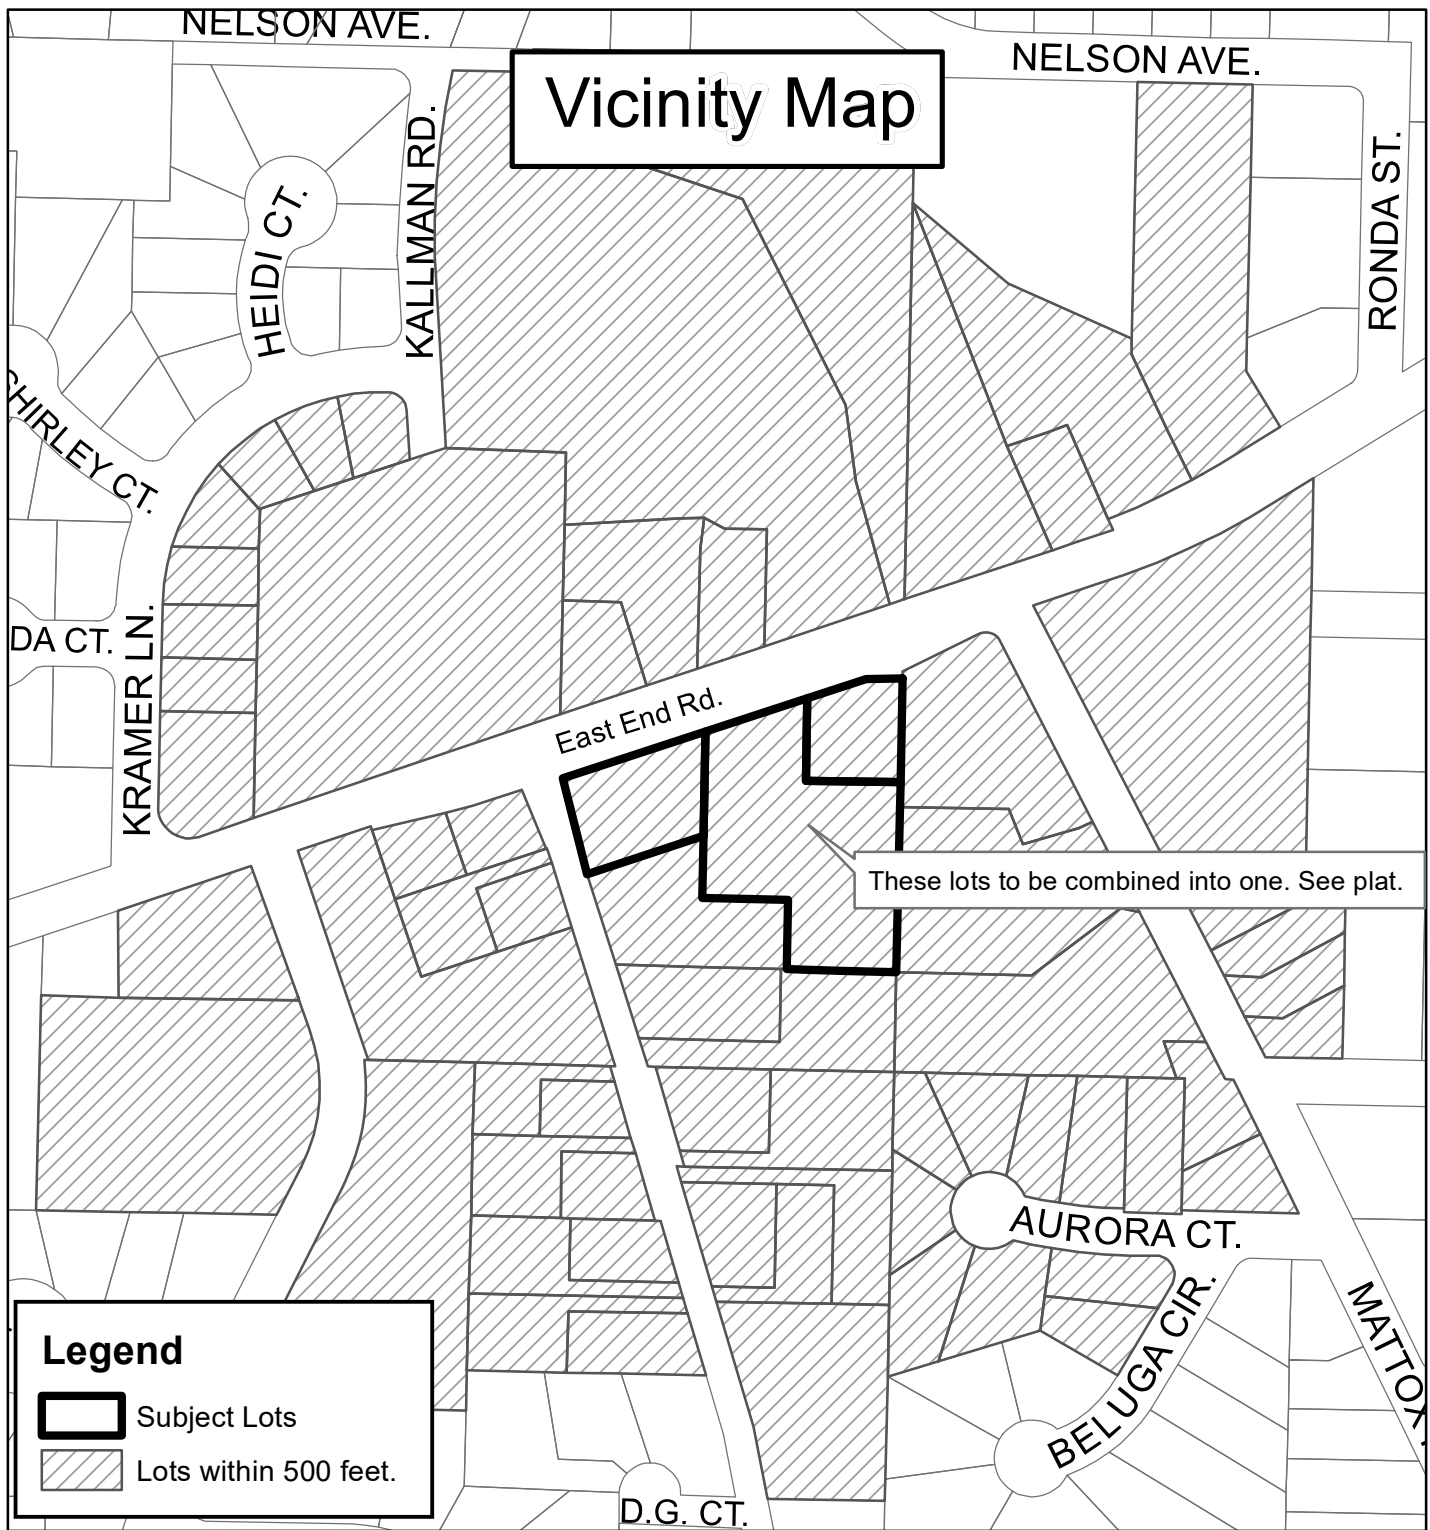 NELSON AVE.
NELSON AVE.
Vicinity Map
KALLMAN RD.
HEIDI CT.
RONDA ST.
SHIRLEY CT.
DA CT.
KRAMER LN.
East End Rd.
These lots to be combined into one. See plat.
AURORA CT.
BELUGA CIR.
MATTOX
D.G. CT.
Legend
Subject Lots
Lots within 500 feet.